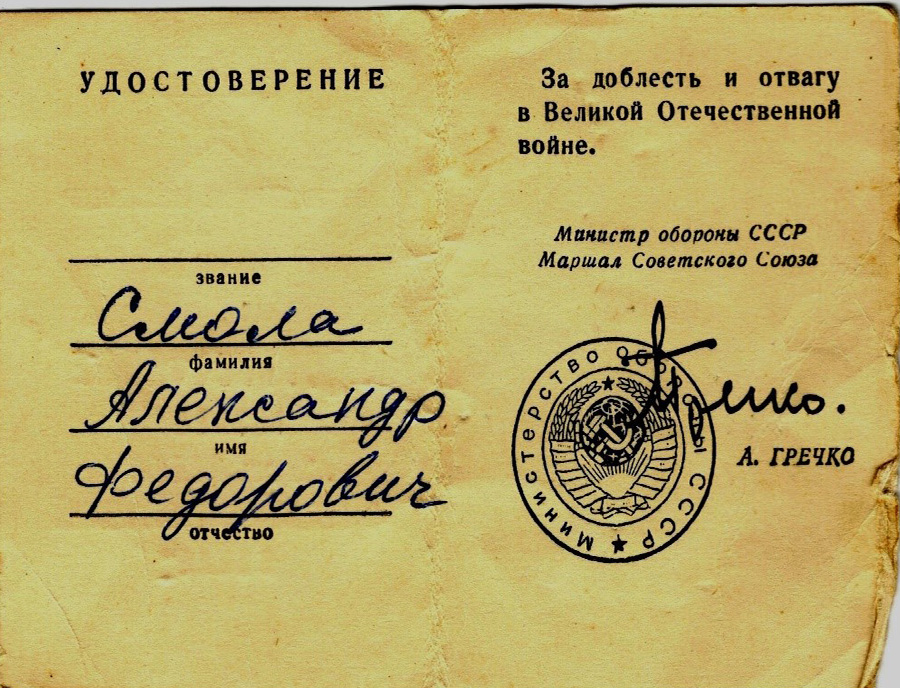 УДОСТОВЕРЕНИЕ
звание
Смола
фамилия
Александр
имя
Федорович
отчество
За доблесть и отвагу
в Великой Отечественной
войне.
Министр обороны СССР
Маршал Советского Союза
Министерство обороны СССР
А. ГРЕЧКО